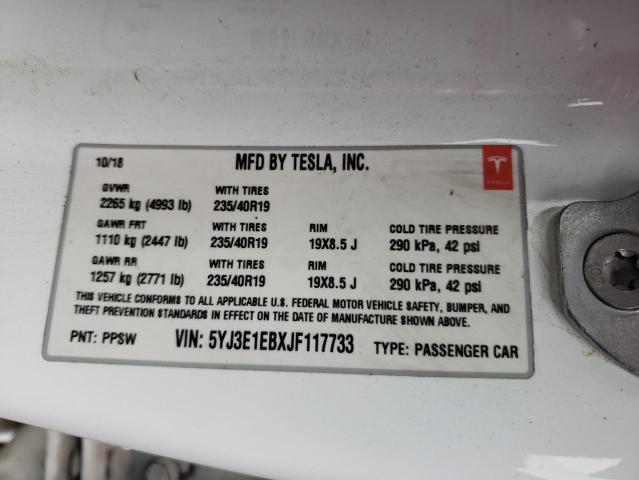 10/18 MFD BY TESLA, INC.
TESLA
GVWR WITH TIRES
2265 kg (4993 lb) 235/40R19
GAWR FRT WITH TIRES RIM COLD TIRE PRESSURE
1110 kg (2447 lb) 235/40R19 19X8.5 J 290 kPa, 42 psi
GAWR RR WITH TIRES RIM COLD TIRE PRESSURE
1257 kg (2771 lb) 235/40R19 19X8.5 J 290 kPa, 42 psi
THIS VEHICLE CONFORMS TO ALL APPLICABLE U.S. FEDERAL MOTOR VEHICLE SAFETY, BUMPER, AND
THEFT PREVENTION STANDARDS IN EFFECT ON THE DATE OF MANUFACTURE SHOWN ABOVE.
PNT: PPSW VIN: 5YJ3E1EBXJF117733 TYPE: PASSENGER CAR